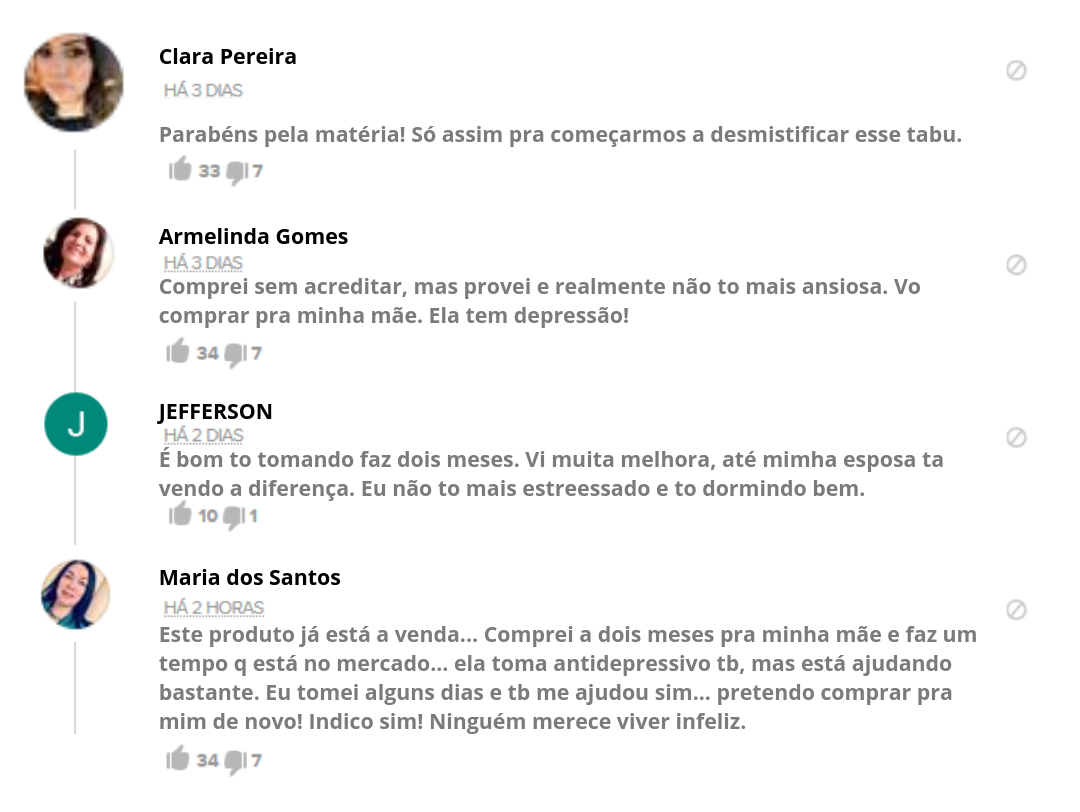 Clara Pereira
HÁ 3 DIAS
Parabéns pela matéria! Só assim pra começarmos a desmistificar esse tabu.
33 7
Armelinda Gomes
HÁ 3 DIAS
Comprei sem acreditar, mas provei e realmente não to mais ansiosa. Vo
comprar pra minha mãe. Ela tem depressão!
34 7
J
JEFFERSON
HÁ 2 DIAS
É bom to tomando faz dois meses. Vi muita melhora, até mimha esposa ta
vendo a diferença. Eu não to mais estreessado e to dormindo bem.
10 1
Maria dos Santos
HÁ 2 HORAS
Este produto já está a venda... Comprei a dois meses pra minha mãe e faz um
tempo q está no mercado... ela toma antidepressivo tb, mas está ajudando
bastante. Eu tomei alguns dias e tb me ajudou sim... pretendo comprar pra
mim de novo! Indico sim! Ninguém merece viver infeliz.
34 7